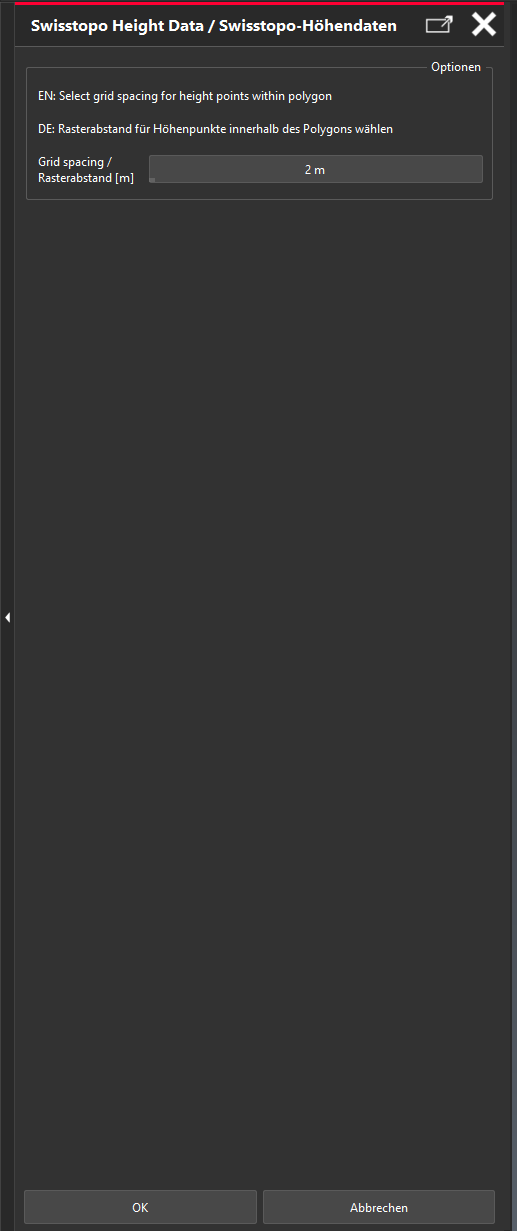 Swisstopo Height Data / Swisstopo-Höhendaten
Optionen
EN: Select grid spacing for height points within polygon
DE: Rasterabstand für Höhenpunkte innerhalb des Polygons wählen
Grid spacing /
Rasterabstand [m]
2 m
OK
Abbrechen